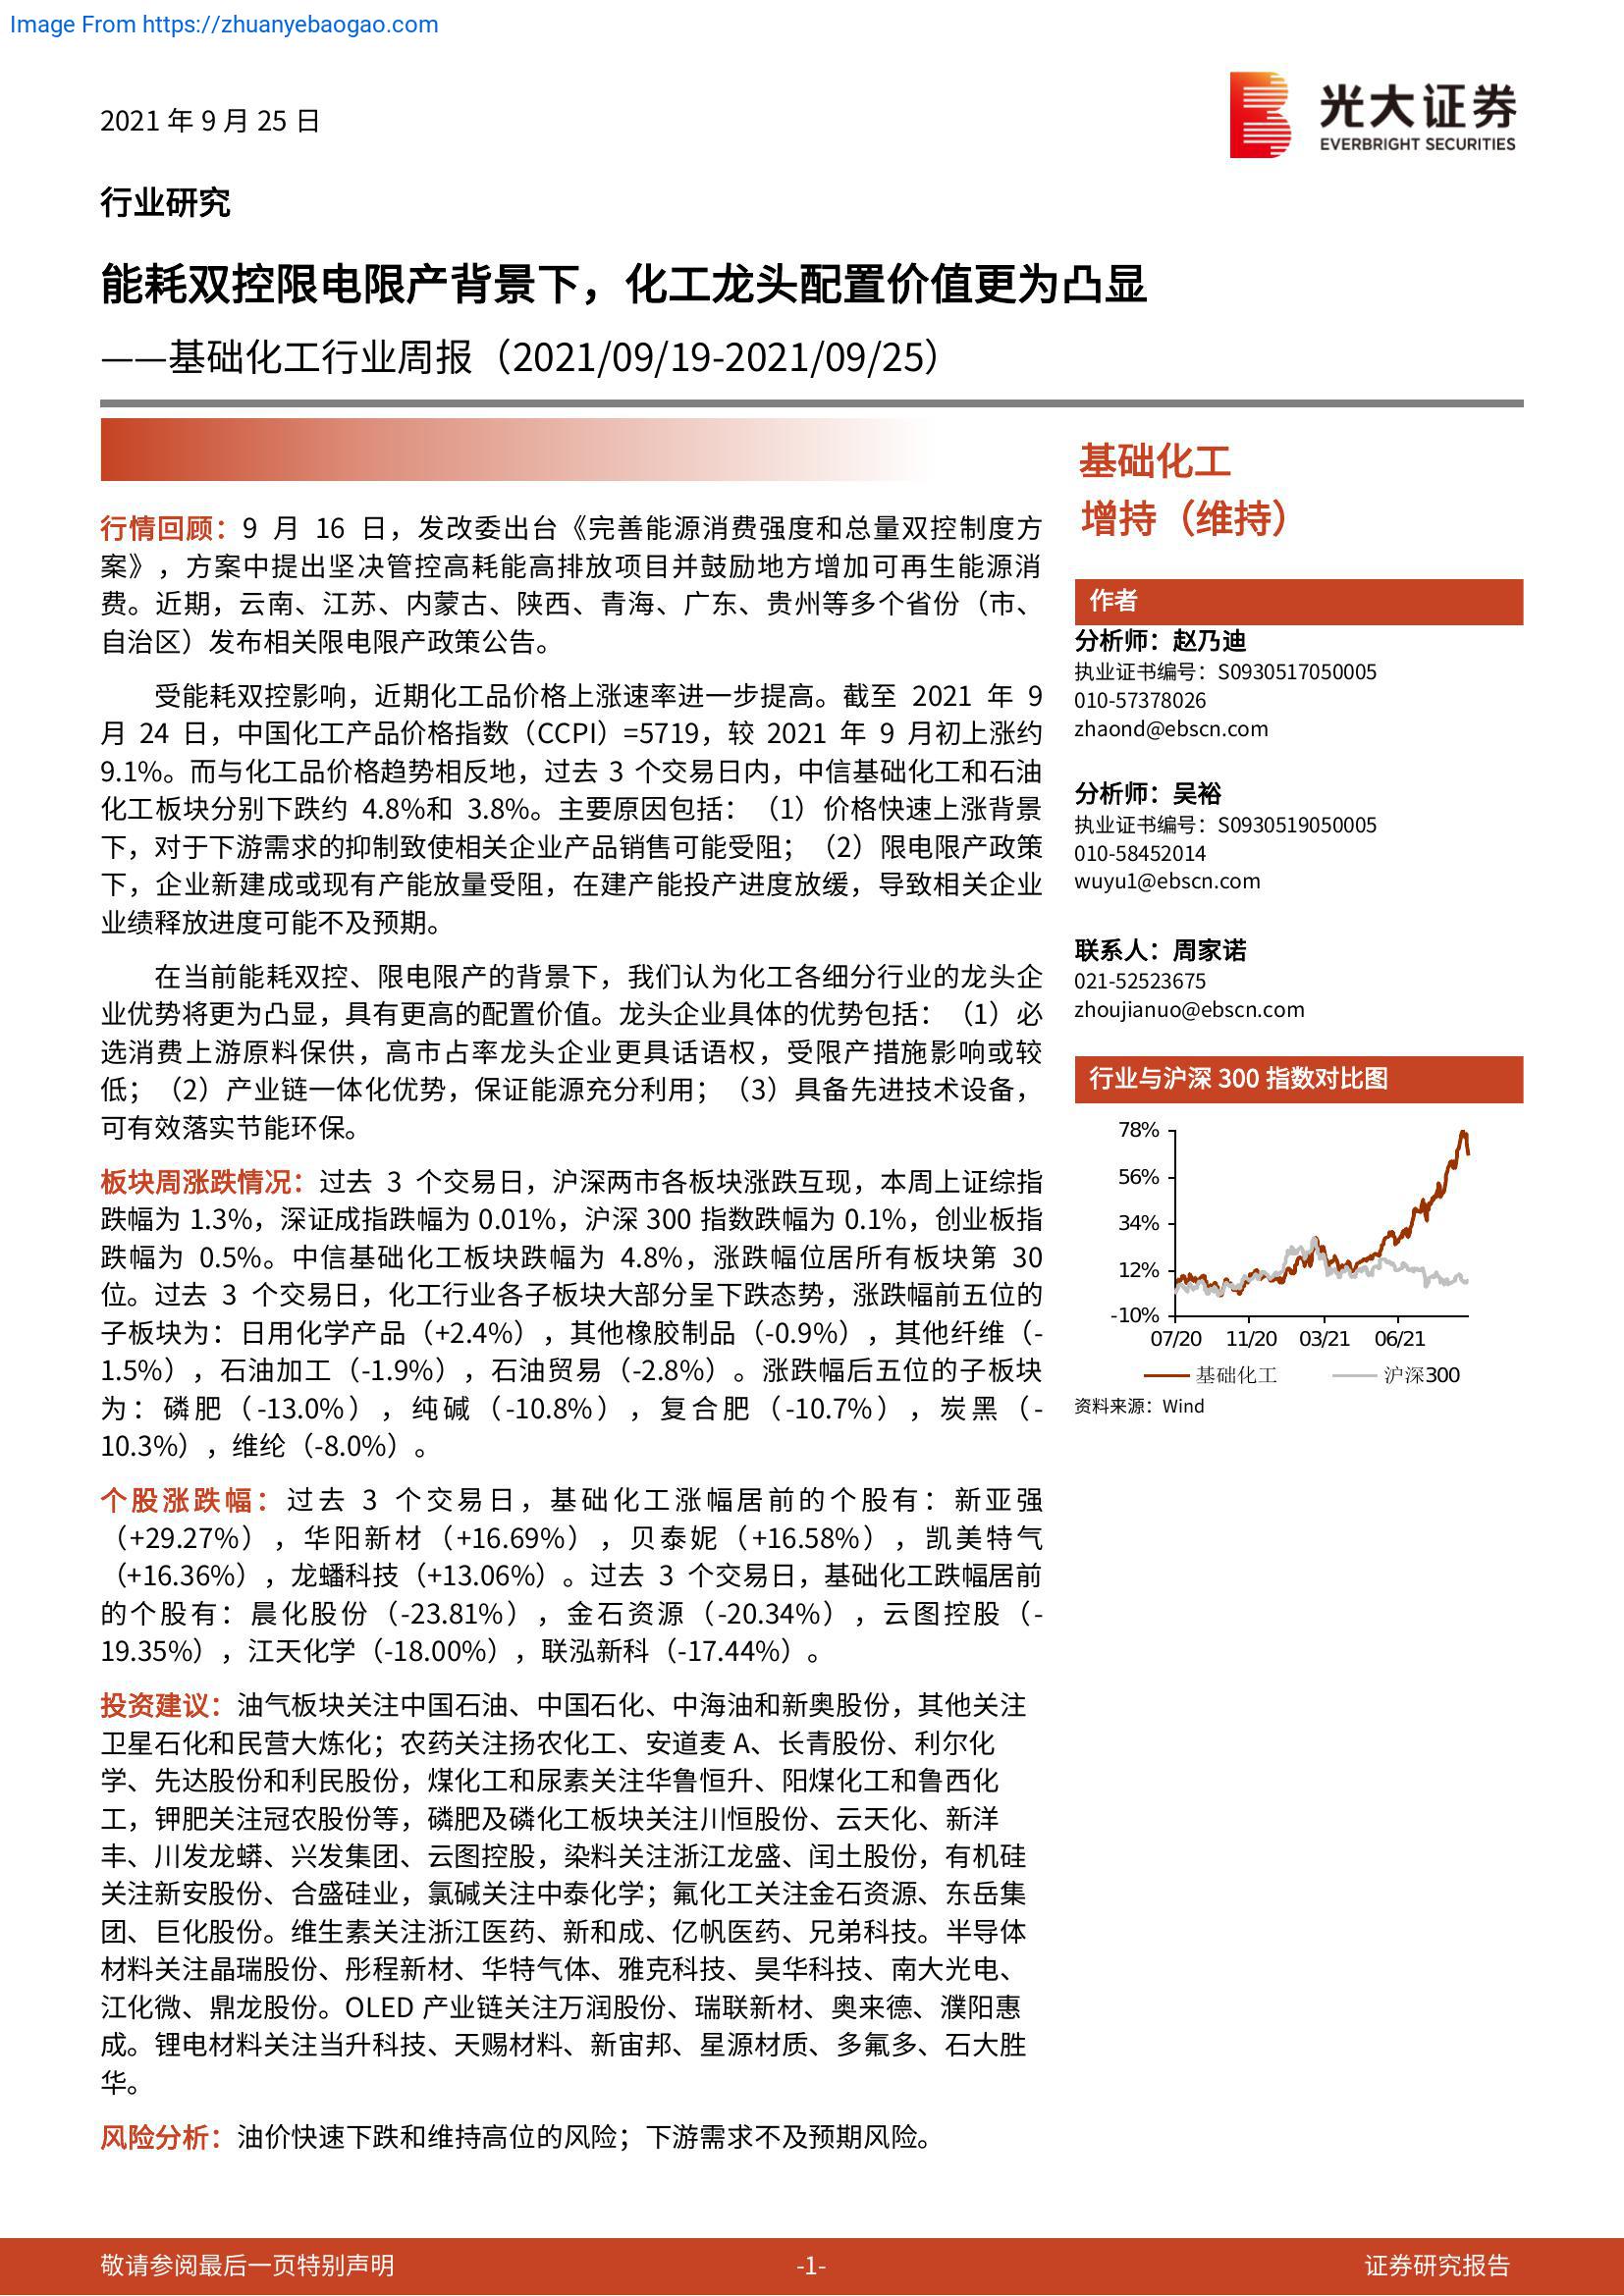 Image From https://zhuanyebaogao.com
2021 年 9 月 25 日
光大证券
EVERBRIGHT SECURITIES
行业研究
能耗双控限电限产背景下，化工龙头配置价值更为凸显
——基础化工行业周报（2021/09/19-2021/09/25）
行情回顾：9 月 16 日，发改委出台《完善能源消费强度和总量双控制度方
案》，方案中提出坚决管控高耗能高排放项目并鼓励地方增加可再生能源消
费。近期，云南、江苏、内蒙古、陕西、青海、广东、贵州等多个省份（市、
自治区）发布相关限电限产政策公告。
受能耗双控影响，近期化工品价格上涨速率进一步提高。截至 2021 年 9
月 24 日，中国化工产品价格指数（CCPI）=5719，较 2021 年 9 月初上涨约
9.1%。而与化工品价格趋势相反地，过去 3 个交易日内，中信基础化工和石油
化工板块分别下跌约 4.8%和 3.8%。主要原因包括：（1）价格快速上涨背景
下，对于下游需求的抑制致使相关企业产品销售可能受阻；（2）限电限产政策
下，企业新建成或现有产能放量受阻，在建产能投产进度放缓，导致相关企业
业绩释放进度可能不及预期。
在当前能耗双控、限电限产的背景下，我们认为化工各细分行业的龙头企
业优势将更为凸显，具有更高的配置价值。龙头企业具体的优势包括：（1）必
选消费上游原料保供，高市占率龙头企业更具话语权，受限产措施影响或较
低；（2）产业链一体化优势，保证能源充分利用；（3）具备先进技术设备，
可有效落实节能环保。
板块周涨跌情况：过去 3 个交易日，沪深两市各板块涨跌互现，本周上证综指
跌幅为 1.3%，深证成指跌幅为 0.01%，沪深 300 指数跌幅为 0.1%，创业板指
跌幅为 0.5%。中信基础化工板块跌幅为 4.8%，涨跌幅位居所有板块第 30
位。过去 3 个交易日，化工行业各子板块大部分呈下跌态势，涨跌幅前五位的
子板块为：日用化学产品（+2.4%），其他橡胶制品（-0.9%），其他纤维（-
1.5%），石油加工（-1.9%），石油贸易（-2.8%）。涨跌幅后五位的子板块
为：磷肥（-13.0%），纯碱（-10.8%），复合肥（-10.7%），炭黑（-
10.3%），维纶（-8.0%）。
个股涨跌幅：过去 3 个交易日，基础化工涨幅居前的个股有：新亚强
（+29.27%），华阳新材（+16.69%），贝泰妮（+16.58%），凯美特气
（+16.36%），龙蟠科技（+13.06%）。过去 3 个交易日，基础化工跌幅居前
的个股有：晨化股份（-23.81%），金石资源（-20.34%），云图控股（-
19.35%），江天化学（-18.00%），联泓新科（-17.44%）。
投资建议：油气板块关注中国石油、中国石化、中海油和新奥股份，其他关注
卫星石化和民营大炼化；农药关注扬农化工、安道麦 A、长青股份、利尔化
学、先达股份和利民股份，煤化工和尿素关注华鲁恒升、阳煤化工和鲁西化
工，钾肥关注冠农股份等，磷肥及磷化工板块关注川恒股份、云天化、新洋
丰、川发龙蟒、兴发集团、云图控股，染料关注浙江龙盛、闰土股份，有机硅
关注新安股份、合盛硅业，氯碱关注中泰化学；氟化工关注金石资源、东岳集
团、巨化股份。维生素关注浙江医药、新和成、亿帆医药、兄弟科技。半导体
材料关注晶瑞股份、彤程新材、华特气体、雅克科技、昊华科技、南大光电、
江化微、鼎龙股份。OLED 产业链关注万润股份、瑞联新材、奥来德、濮阳惠
成。锂电材料关注当升科技、天赐材料、新宙邦、星源材质、多氟多、石大胜
华。
风险分析：油价快速下跌和维持高位的风险；下游需求不及预期风险。
基础化工
增持（维持）
作者
分析师：赵乃迪
执业证书编号：S0930517050005
010-57378026
zhaond@ebscn.com
分析师：吴裕
执业证书编号：S0930519050005
010-58452014
wuyu1@ebscn.com
联系人：周家诺
021-52523675
zhoujianuo@ebscn.com
行业与沪深 300 指数对比图
78%
56%
34%
12%
-10%
07/20 11/20 03/21 06/21
基础化工 沪深300
资料来源：Wind
敬请参阅最后一页特别声明 -1- 证券研究报告